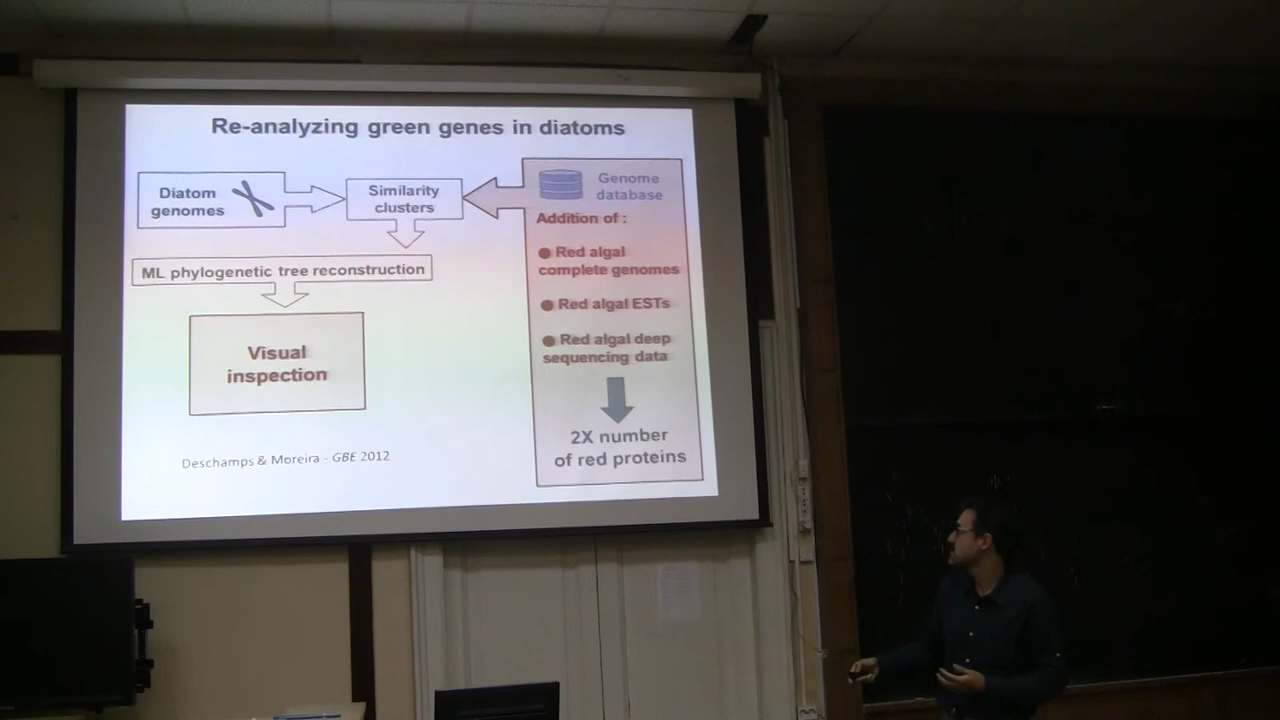 Re-analyzing green genes in diatoms
Diatom
genomes
Similarity
clusters
Genome
database
Addition of :
● Red algal
complete genomes
● Red algal ESTs
● Red algal deep
sequencing data
2X number
of red proteins
ML phylogenetic tree reconstruction
Visual
inspection
Deschamps & Moreira - GBE 2012